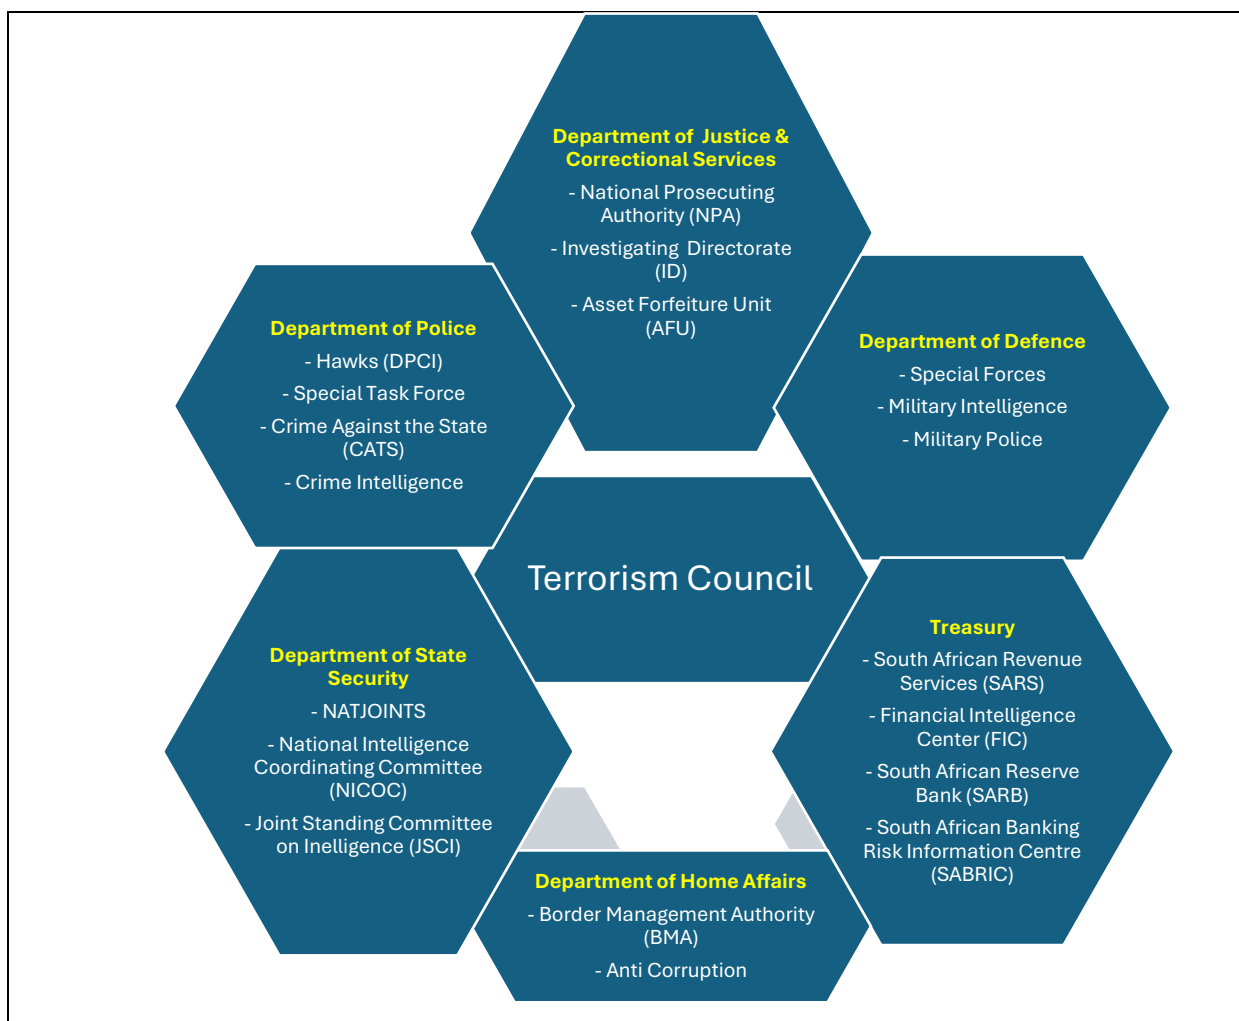 Department of Justice &
Correctional Services
- National Prosecuting
Authority (NPA)
- Investigating Directorate
(ID)
- Asset Forfeiture Unit
(AFU)
Department of Police
- Hawks (DPCI)
- Special Task Force
- Crime Against the State
(CATS)
- Crime Intelligence
Department of Defence
- Special Forces
- Military Intelligence
- Military Police
Terrorism Council
Department of State
Security
- NATJOINTS
- National Intelligence
Coordinating Committee
(NICOC)
- Joint Standing Committee
on Inelligence (JSCI)
Treasury
- South African Revenue
Services (SARS)
- Financial Intelligence
Center (FIC)
- South African Reserve
Bank (SARB)
- South African Banking
Risk Information Centre
(SABRIC)
Department of Home Affairs
- Border Management Authority
(BMA)
- Anti Corruption